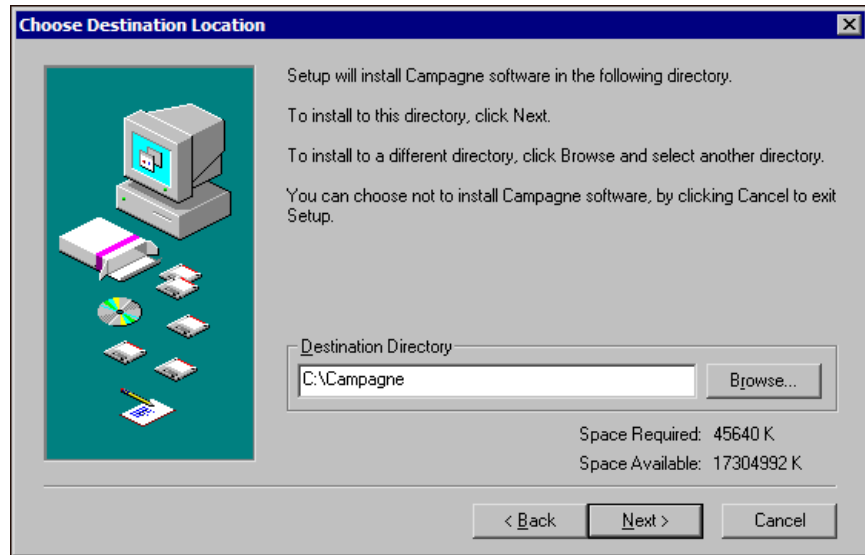 Choose Destination Location
Setup will install Campagne software in the following directory.
To install to this directory, click Next.
To install to a different directory, click Browse and select another directory.
You can choose not to install Campagne software, by clicking Cancel to exit
Setup.
Destination Directory
C:\Campagne
Browse...
Space Required: 45640 K
Space Available: 17304992 K
< Back
Next >
Cancel